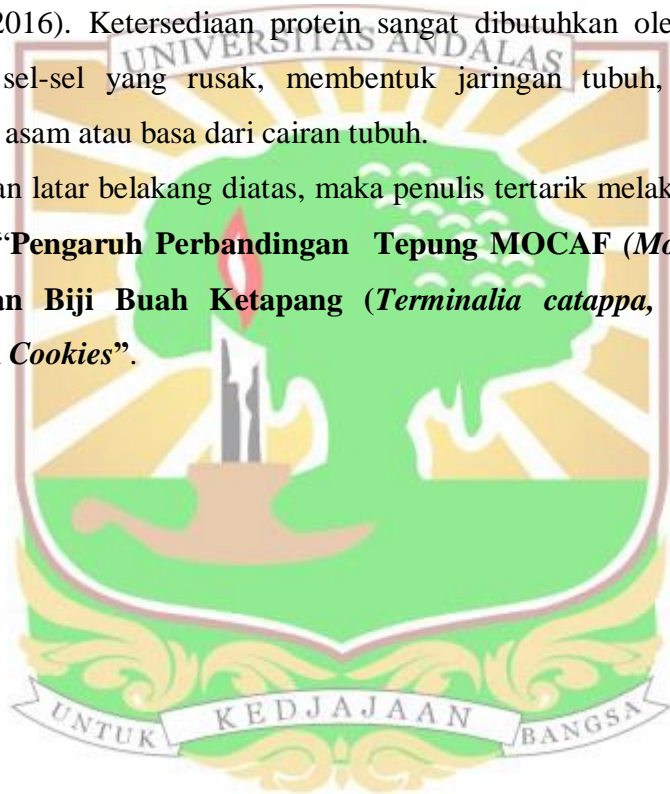 2016). Ketersediaan protein sangat dibutuhkan ole
UNIVERSITAS ANDALAS
sel-sel yang rusak, membentuk jaringan tubuh,
asam atau basa dari cairan tubuh.
an latar belakang diatas, maka penulis tertarik melak
“Pengaruh Perbandingan Tepung MOCAF (Mo
an Biji Buah Ketapang (Terminalia catappa,
Cookies”.
UNTUK KEDJAJAAN BANGSA